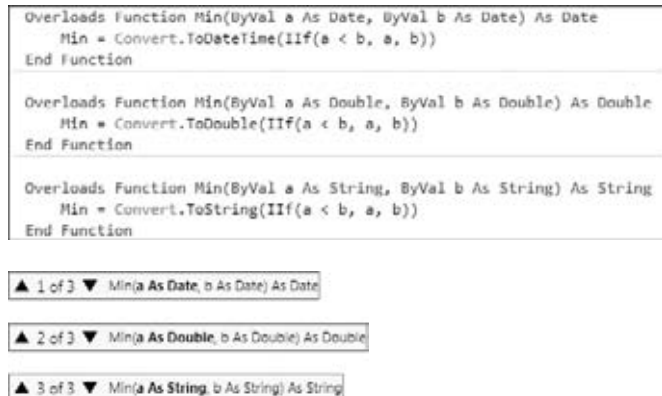 Overloads Function Min(ByVal a As Date, ByVal b As Date) As Date
Min = Convert.ToDateTime(IIf(a < b, a, b))
End Function
Overloads Function Min(ByVal a As Double, ByVal b As Double) As Double
Min = Convert.ToDouble(IIf(a < b, a, b))
End Function
Overloads Function Min(ByVal a As String, ByVal b As String) As String
Min = Convert.ToString(IIf(a < b, a, b))
End Function
▲ 1 of 3 ▼ Min(a As Date, b As Date) As Date
▲ 2 of 3 ▼ Min(a As Double, b As Double) As Double
▲ 3 of 3 ▼ Min(a As String, b As String) As String